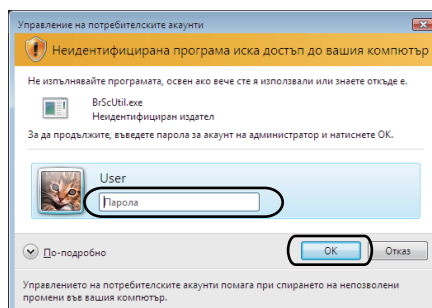 Управление на потребителските акаунти
Неидентифицирана програма иска достъп до вашия компютър
Не изпълнявайте програмата, освен ако вече сте я използвали или знаете откъде е.
BrScUtil.exe
Неидентифициран издател
За да продължите, въведете парола за акаунт на администратор и натиснете OK.
User
Парола
По-подробно
OK
Отказ
Управлението на потребителските акаунти помага при спирането на непозволени
промени във вашия компютър.